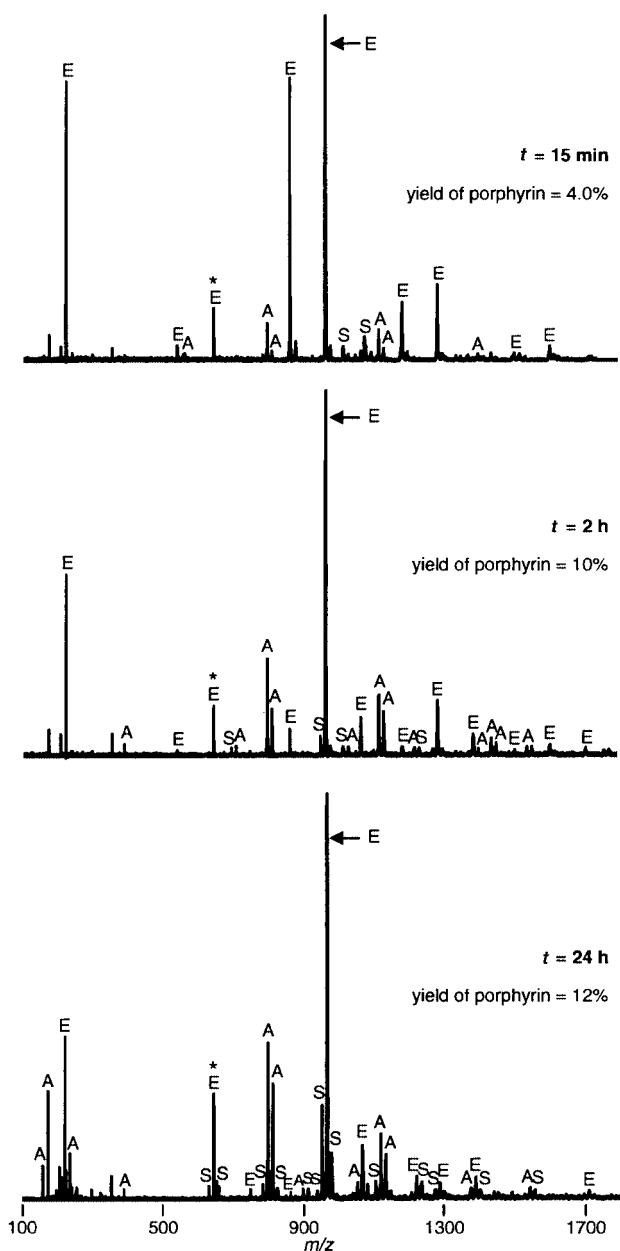 E
E E
t = 15 min
yield of porphyrin = 4.0%
*
E A E A A E A S S A A E E A E E
E
t = 2 h
E
yield of porphyrin = 10%
*
A E E S A A A E S S A E A A E A S E E A A E A E E
E
t = 24 h
yield of porphyrin = 12%
*
A A E A A E S S E A A S S E A S S S S A E S A A E S S E A E S A S E
100 500 900 1300 1700
m/z